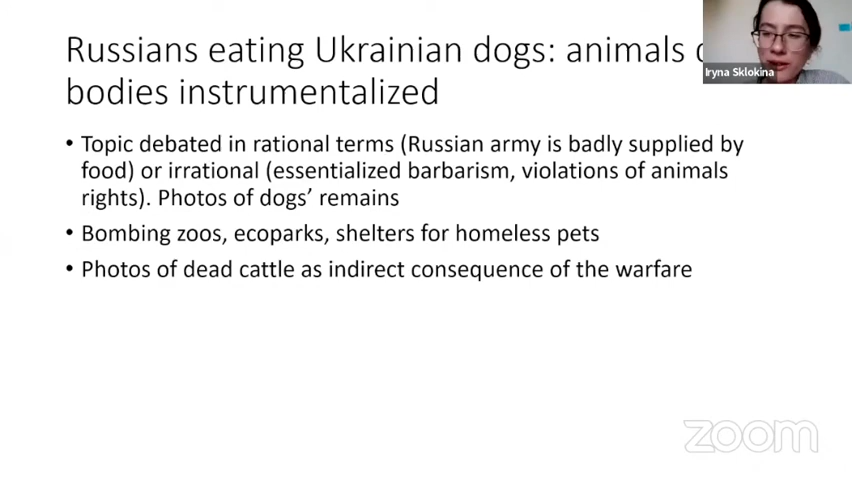 Russians eating Ukrainian dogs: animals
bodies instrumentalized
Iryna Sklokina
• Topic debated in rational terms (Russian army is badly supplied by
food) or irrational (essentialized barbarism, violations of animals
rights). Photos of dogs’ remains
• Bombing zoos, ecoparks, shelters for homeless pets
• Photos of dead cattle as indirect consequence of the warfare
zoom